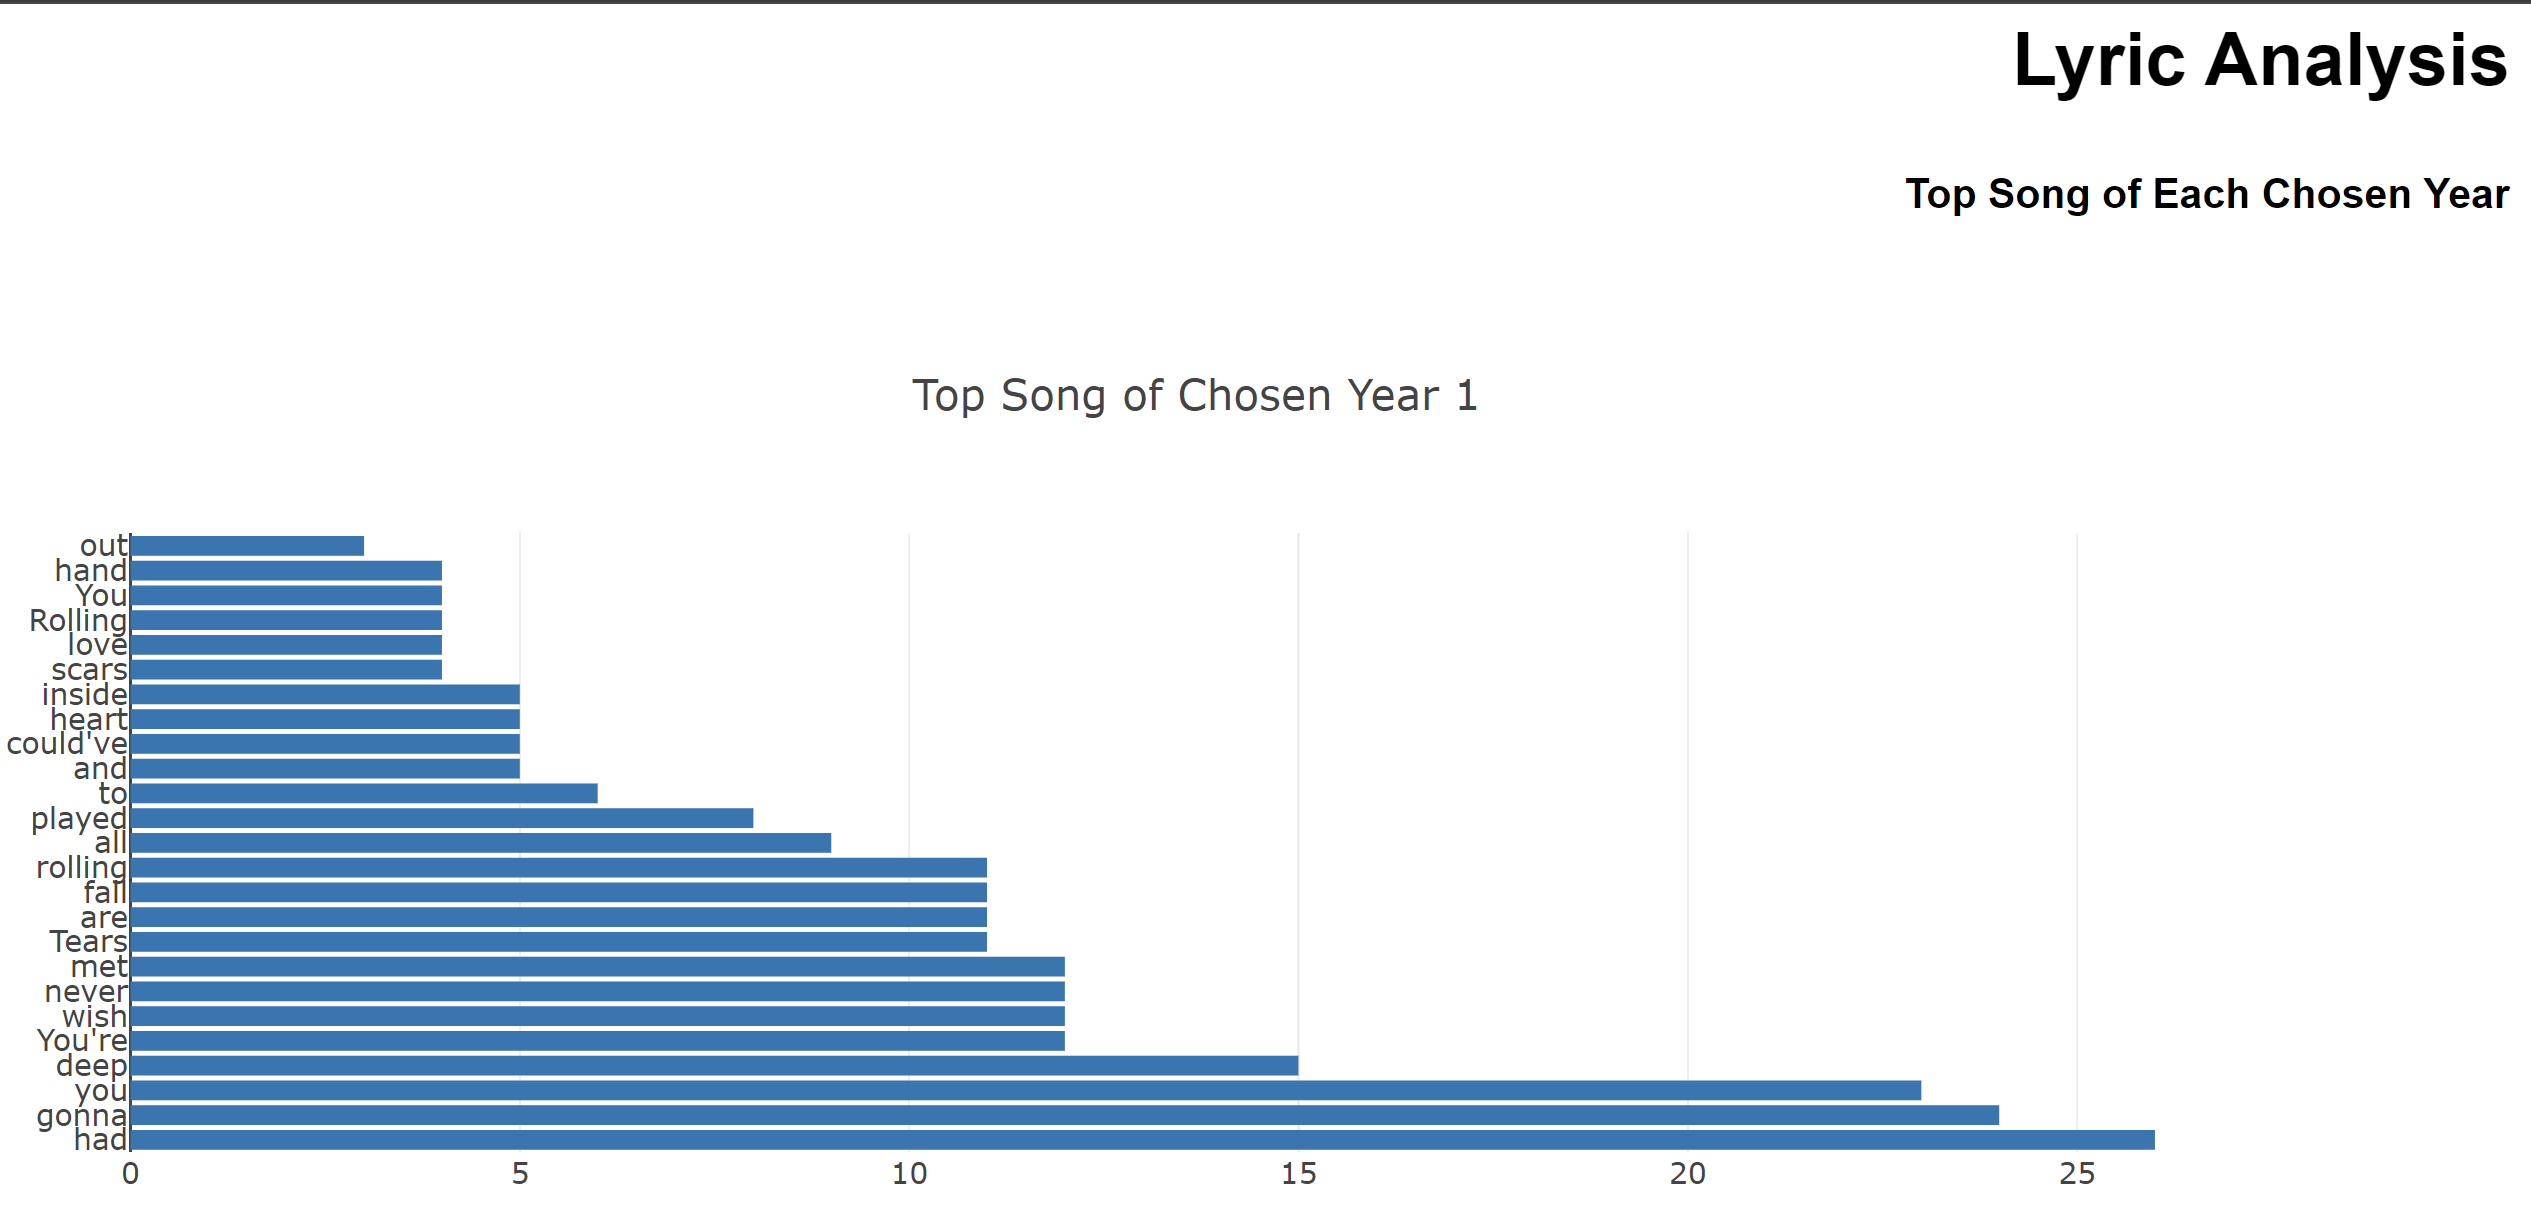 Lyric Analysis
Top Song of Each Chosen Year
Top Song of Chosen Year 1
out
hand
You
Rolling
love
scars
inside
heart
could've
and
to
played
all
rolling
fall
are
Tears
met
never
wish
You're
deep
you
gonna
had
0 5 10 15 20 25